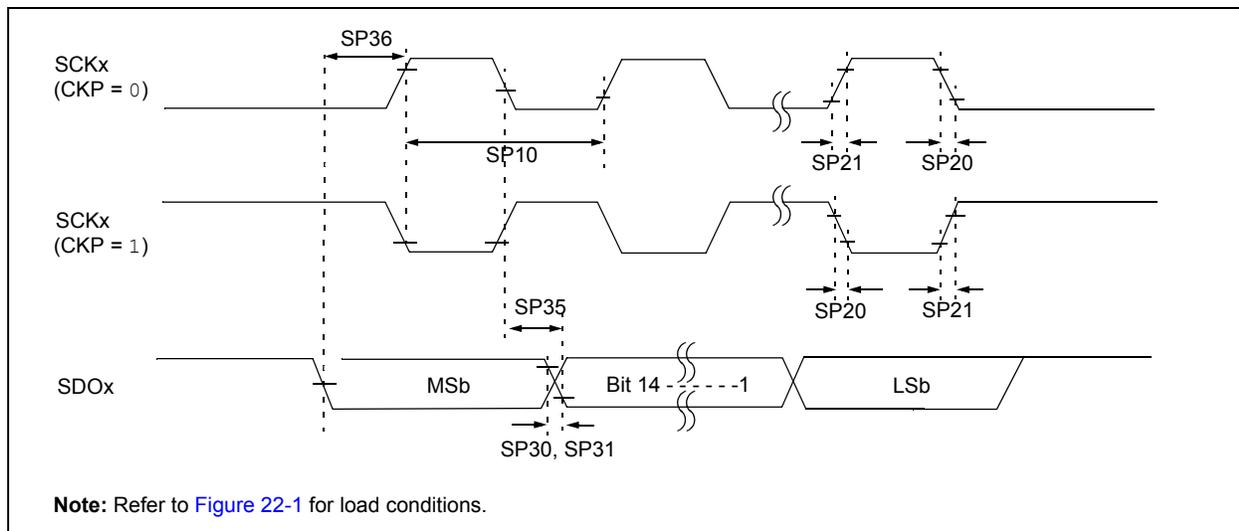 SP36
SCKx
(CKP = 0)
SP10
SP21
SP20
SCKx
(CKP = 1)
SP35
SP20
SP21
SDOx
MSb
Bit 14 - - - - - -1
LSb
SP30, SP31
Note: Refer to Figure 22-1 for load conditions.